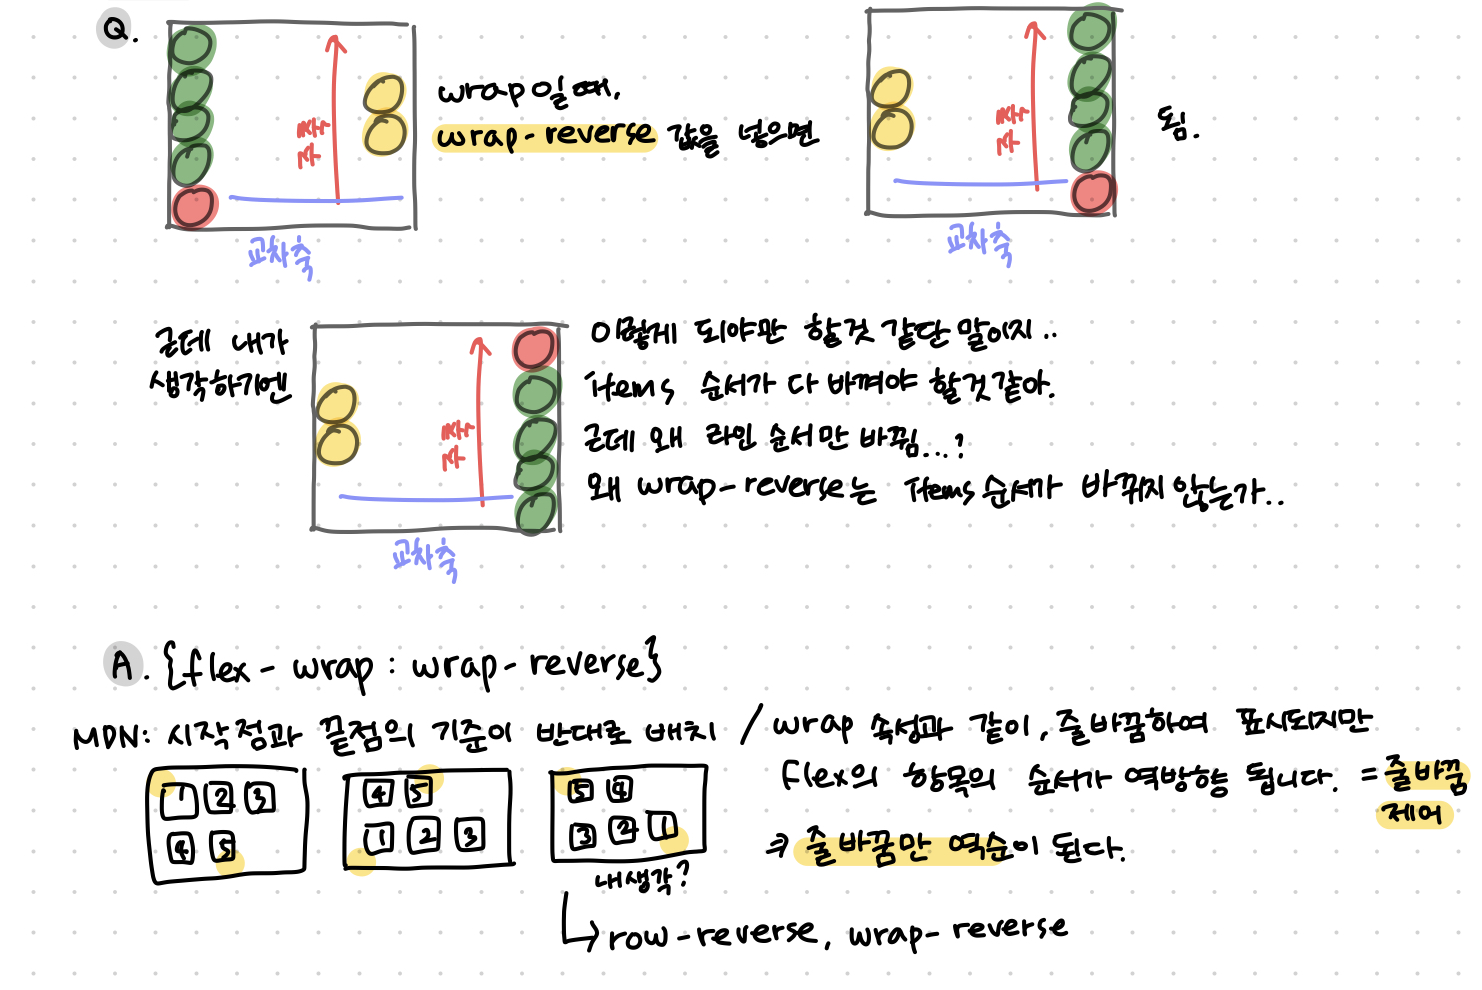 Q.
wrap일때,
wrap-reverse 값을 넣으면
됨.
교차축
교차축
근데 내가
생각하기엔
이렇게 되야만 할것 같단 말이지..
items 순서가 다 바껴야 할것같아.
근데 왜 라인 순서만 바뀜...?
왜 wrap-reverse는 items순서가 바뀌지 않는가..
교차축
A. {flex-wrap: wrap-reverse}
MDN: 시작점과 끝점의 기준이 반대로 배치 / wrap 속성과 같이, 줄바꿈하여 표시되지만
flex의 항목의 순서가 역방향 됩니다. = 줄바꿈
제어
⇒ 줄바꿈만 역순이 된다.
1 2 3
4 5
4 5
1 2 3
5 4
3 2 1
내생각?
row-reverse, wrap-reverse